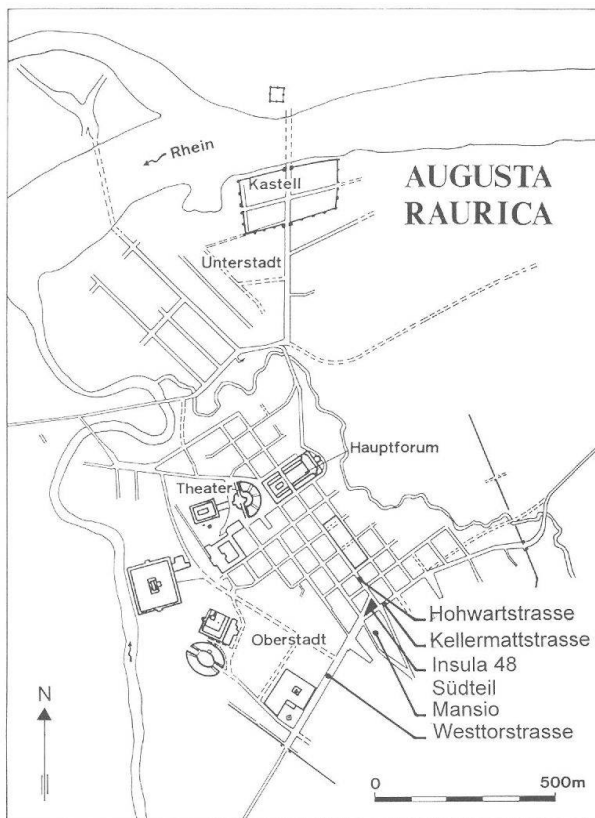 Rhein
Kastell
AUGUSTA
RAURICA
Unterstadt
Hauptforum
Theater
Hohwartstrasse
Kellermattstrasse
Oberstadt
Insula 48
Südteil
Mansio
Westtorstrasse
N
0 500m